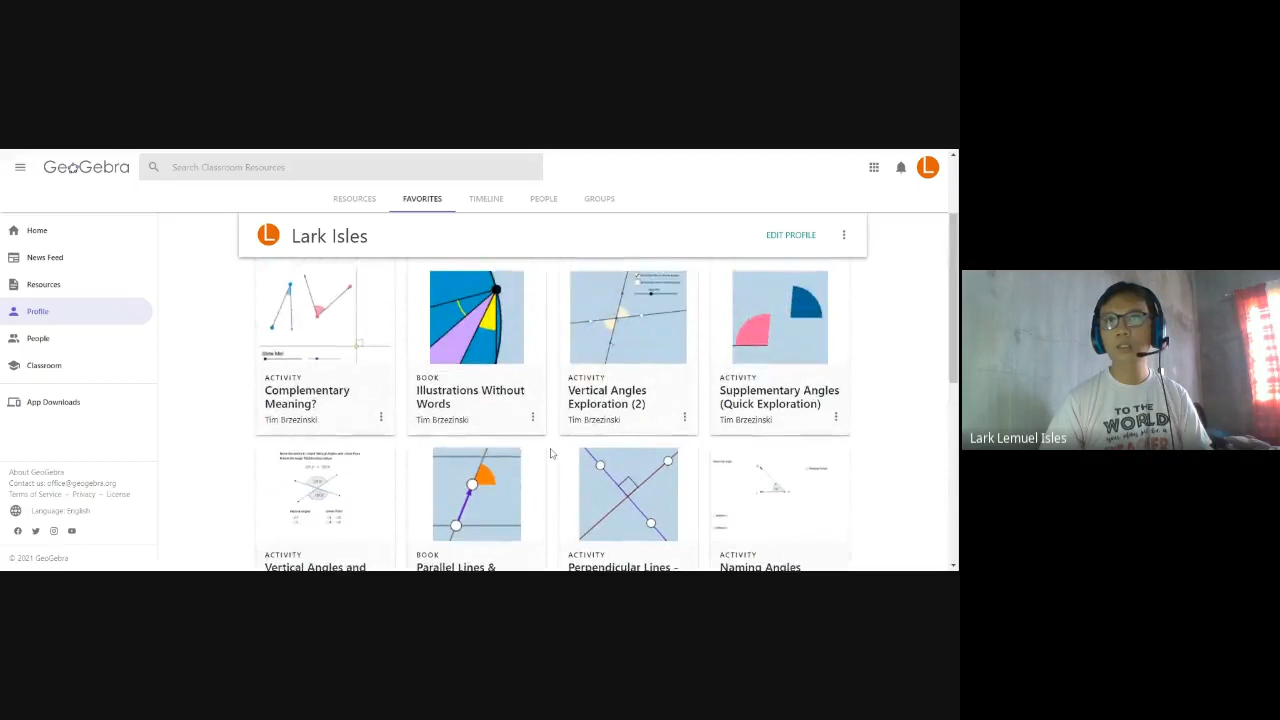 GeoGebra
Search Classroom Resources
L
RESOURCES
FAVORITES
TIMELINE
PEOPLE
GROUPS
Home
News Feed
Resources
Profile
People
Classroom
App Downloads
About GeoGebra
Contact us: office@geogebra.org
Terms of Service – Privacy – License
Language: English
© 2021 GeoGebra
L
Lark Isles
EDIT PROFILE
ACTIVITY
Complementary
Meaning?
Tim Brzezinski
BOOK
Illustrations Without
Words
Tim Brzezinski
ACTIVITY
Vertical Angles
Exploration (2)
Tim Brzezinski
ACTIVITY
Supplementary Angles
(Quick Exploration)
Tim Brzezinski
ACTIVITY
Vertical Angles and
BOOK
Parallel Lines &
ACTIVITY
Perpendicular Lines -
ACTIVITY
Naming Angles
TO THE
WORLD
Lark Lemuel Isles